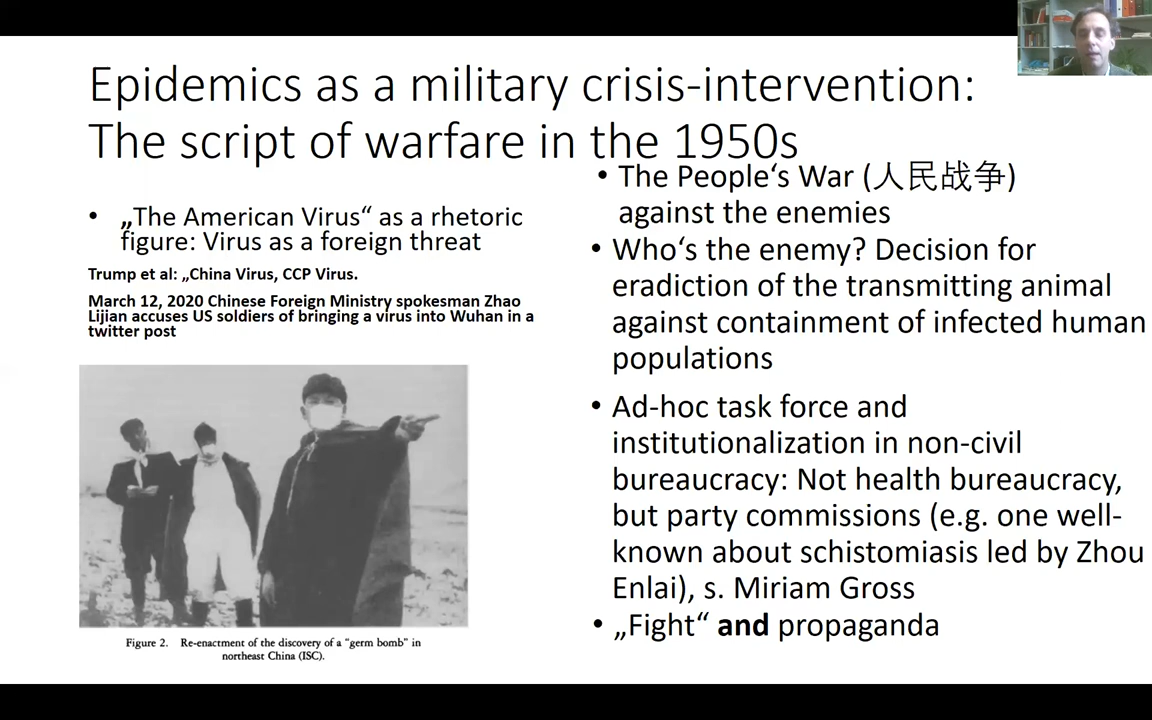 Epidemics as a military crisis-intervention:
The script of warfare in the 1950s
• „The American Virus“ as a rhetoric
figure: Virus as a foreign threat
Trump et al: „China Virus, CCP Virus.
March 12, 2020 Chinese Foreign Ministry spokesman Zhao
Lijian accuses US soldiers of bringing a virus into Wuhan in a
twitter post
Figure 2. Re-enactment of the discovery of a "germ bomb" in
northeast China (ISC).
• The People‘s War (人民战争)
against the enemies
• Who‘s the enemy? Decision for
eradiction of the transmitting animal
against containment of infected human
populations
• Ad-hoc task force and
institutionalization in non-civil
bureaucracy: Not health bureaucracy,
but party commissions (e.g. one well-
known about schistomiasis led by Zhou
Enlai), s. Miriam Gross
• „Fight“ and propaganda